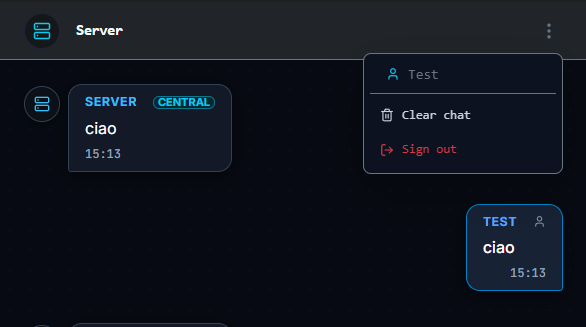 Server
Test
Clear chat
Sign out
SERVER CENTRAL
ciao
15:13
TEST
ciao
15:13